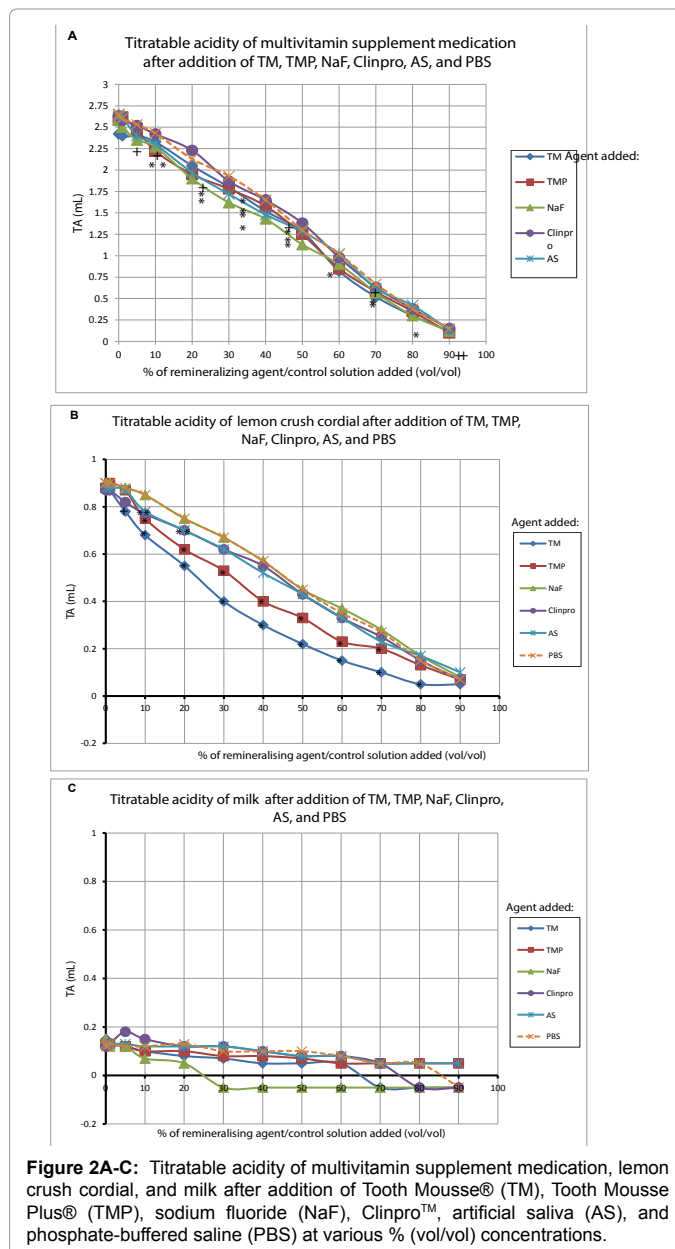 A
Titratable acidity of multivitamin supplement medication
after addition of TM, TMP, NaF, Clinpro, AS, and PBS
3
2.75
2.5
2.25
2
1.75
1.5
1.25
1
0.75
0.5
0.25
0
TA (mL)
0 10 20 30 40 50 60 70 80 90 100
% of remineralizing agent/control solution added (vol/vol)
Agent added:
TM
TMP
NaF
Clinpr
o
AS
B
Titratable acidity of lemon crush cordial after addition of TM, TMP,
NaF, Clinpro, AS, and PBS
1
0.8
0.6
0.4
0.2
0
-0.2
TA (mL)
0 10 20 30 40 50 60 70 80 90 100
% of remineralising agent/control solution added (vol/vol)
Agent added:
TM
TMP
NaF
Clinpro
AS
PBS
C
Titratable acidity of milk after addition of TM, TMP, NaF, Clinpro,
AS, and PBS
1
0.8
0.6
0.4
0.2
0
-0.2
TA (mL)
0 10 20 30 40 50 60 70 80 90 100
% of remineralising agent/control solution added (vol/vol)
Agent added:
TM
TMP
NaF
Clinpro
AS
PBS
Figure 2A-C: Titratable acidity of multivitamin supplement medication, lemon
crush cordial, and milk after addition of Tooth Mousse® (TM), Tooth Mousse
Plus® (TMP), sodium fluoride (NaF), Clinpro™, artificial saliva (AS), and
phosphate-buffered saline (PBS) at various % (vol/vol) concentrations.